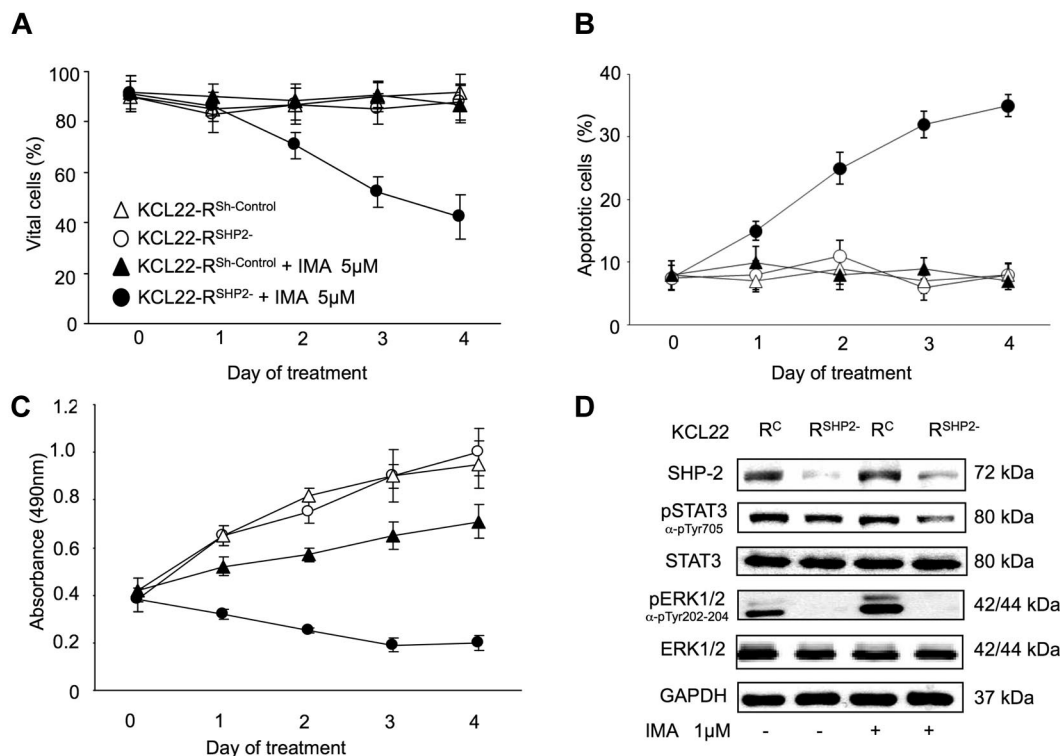 A
100
80
60
40
20
0
Vital cells (%)
KCL22-R^Sh-Control
KCL22-R^SHP2-
KCL22-R^Sh-Control + IMA 5μM
KCL22-R^SHP2- + IMA 5μM
0 1 2 3 4
Day of treatment
B
40
30
20
10
0
Apoptotic cells (%)
0 1 2 3 4
Day of treatment
C
1.2
1.0
0.8
0.6
0.4
0.2
0
Absorbance (490nm)
0 1 2 3 4
Day of treatment
D
KCL22 R^C R^SHP2- R^C R^SHP2-
SHP-2 72 kDa
pSTAT3 80 kDa
α-pTyr705
STAT3 80 kDa
pERK1/2 42/44 kDa
α-pTyr202-204
ERK1/2 42/44 kDa
GAPDH 37 kDa
IMA 1μM - - + +